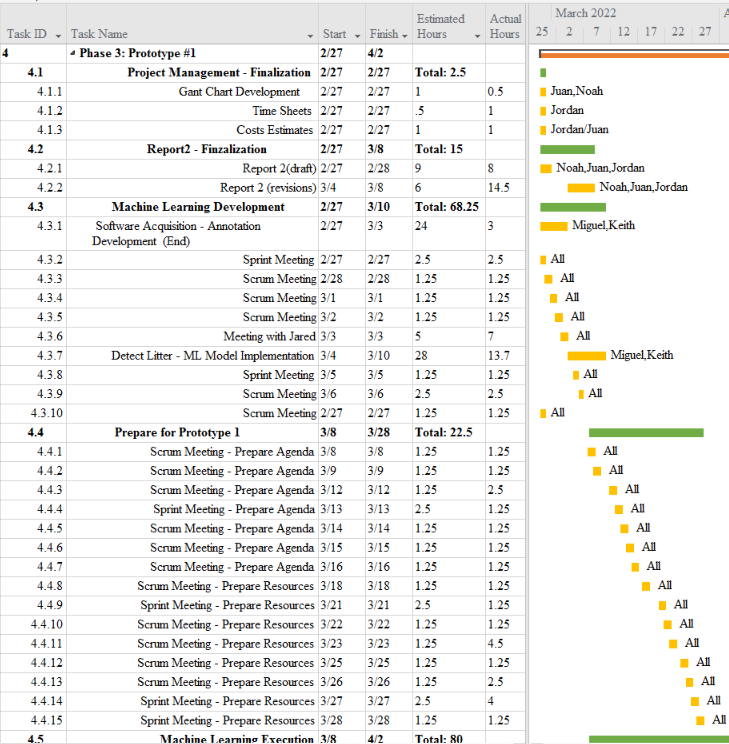 March 2022 A
Task ID Task Name Start Finish Estimated Hours Actual Hours 25 2 7 12 17 22 27
4 Phase 3: Prototype #1 2/27 4/2
4.1 Project Management - Finalization 2/27 2/27 Total: 2.5
4.1.1 Gant Chart Development 2/27 2/27 1 0.5 Juan,Noah
4.1.2 Time Sheets 2/27 2/27 .5 1 Jordan
4.1.3 Costs Estimates 2/27 2/27 1 1 Jordan/Juan
4.2 Report2 - Finzalization 2/27 3/8 Total: 15
4.2.1 Report 2(draft) 2/27 2/28 9 8 Noah,Juan,Jordan
4.2.2 Report 2 (revisions) 3/4 3/8 6 14.5 Noah,Juan,Jordan
4.3 Machine Learning Development 2/27 3/10 Total: 68.25
4.3.1 Software Acquisition - Annotation 2/27 3/3 24 3 Miguel,Keith
Development (End)
4.3.2 Sprint Meeting 2/27 2/27 2.5 2.5 All
4.3.3 Scrum Meeting 2/28 2/28 1.25 1.25 All
4.3.4 Scrum Meeting 3/1 3/1 1.25 1.25 All
4.3.5 Scrum Meeting 3/2 3/2 1.25 1.25 All
4.3.6 Meeting with Jared 3/3 3/3 5 7 All
4.3.7 Detect Litter - ML Model Implementation 3/4 3/10 28 13.7 Miguel,Keith
4.3.8 Sprint Meeting 3/5 3/5 1.25 1.25 All
4.3.9 Scrum Meeting 3/6 3/6 2.5 2.5 All
4.3.10 Scrum Meeting 2/27 2/27 1.25 1.25 All
4.4 Prepare for Prototype 1 3/8 3/28 Total: 22.5
4.4.1 Scrum Meeting - Prepare Agenda 3/8 3/8 1.25 1.25 All
4.4.2 Scrum Meeting - Prepare Agenda 3/9 3/9 1.25 1.25 All
4.4.3 Scrum Meeting - Prepare Agenda 3/12 3/12 1.25 2.5 All
4.4.4 Sprint Meeting - Prepare Agenda 3/13 3/13 2.5 1.25 All
4.4.5 Scrum Meeting - Prepare Agenda 3/14 3/14 1.25 1.25 All
4.4.6 Scrum Meeting - Prepare Agenda 3/15 3/15 1.25 1.25 All
4.4.7 Scrum Meeting - Prepare Agenda 3/16 3/16 1.25 1.25 All
4.4.8 Scrum Meeting - Prepare Resources 3/18 3/18 1.25 1.25 All
4.4.9 Sprint Meeting - Prepare Resources 3/21 3/21 2.5 1.25 All
4.4.10 Scrum Meeting - Prepare Resources 3/22 3/22 1.25 1.25 All
4.4.11 Scrum Meeting - Prepare Resources 3/23 3/23 1.25 4.5 All
4.4.12 Scrum Meeting - Prepare Resources 3/25 3/25 1.25 1.25 All
4.4.13 Scrum Meeting - Prepare Resources 3/26 3/26 1.25 2.5 All
4.4.14 Sprint Meeting - Prepare Resources 3/27 3/27 2.5 4 All
4.4.15 Sprint Meeting - Prepare Resources 3/28 3/28 1.25 1.25 All
4.5 Machine Learning Execution 3/8 4/2 Total: 80